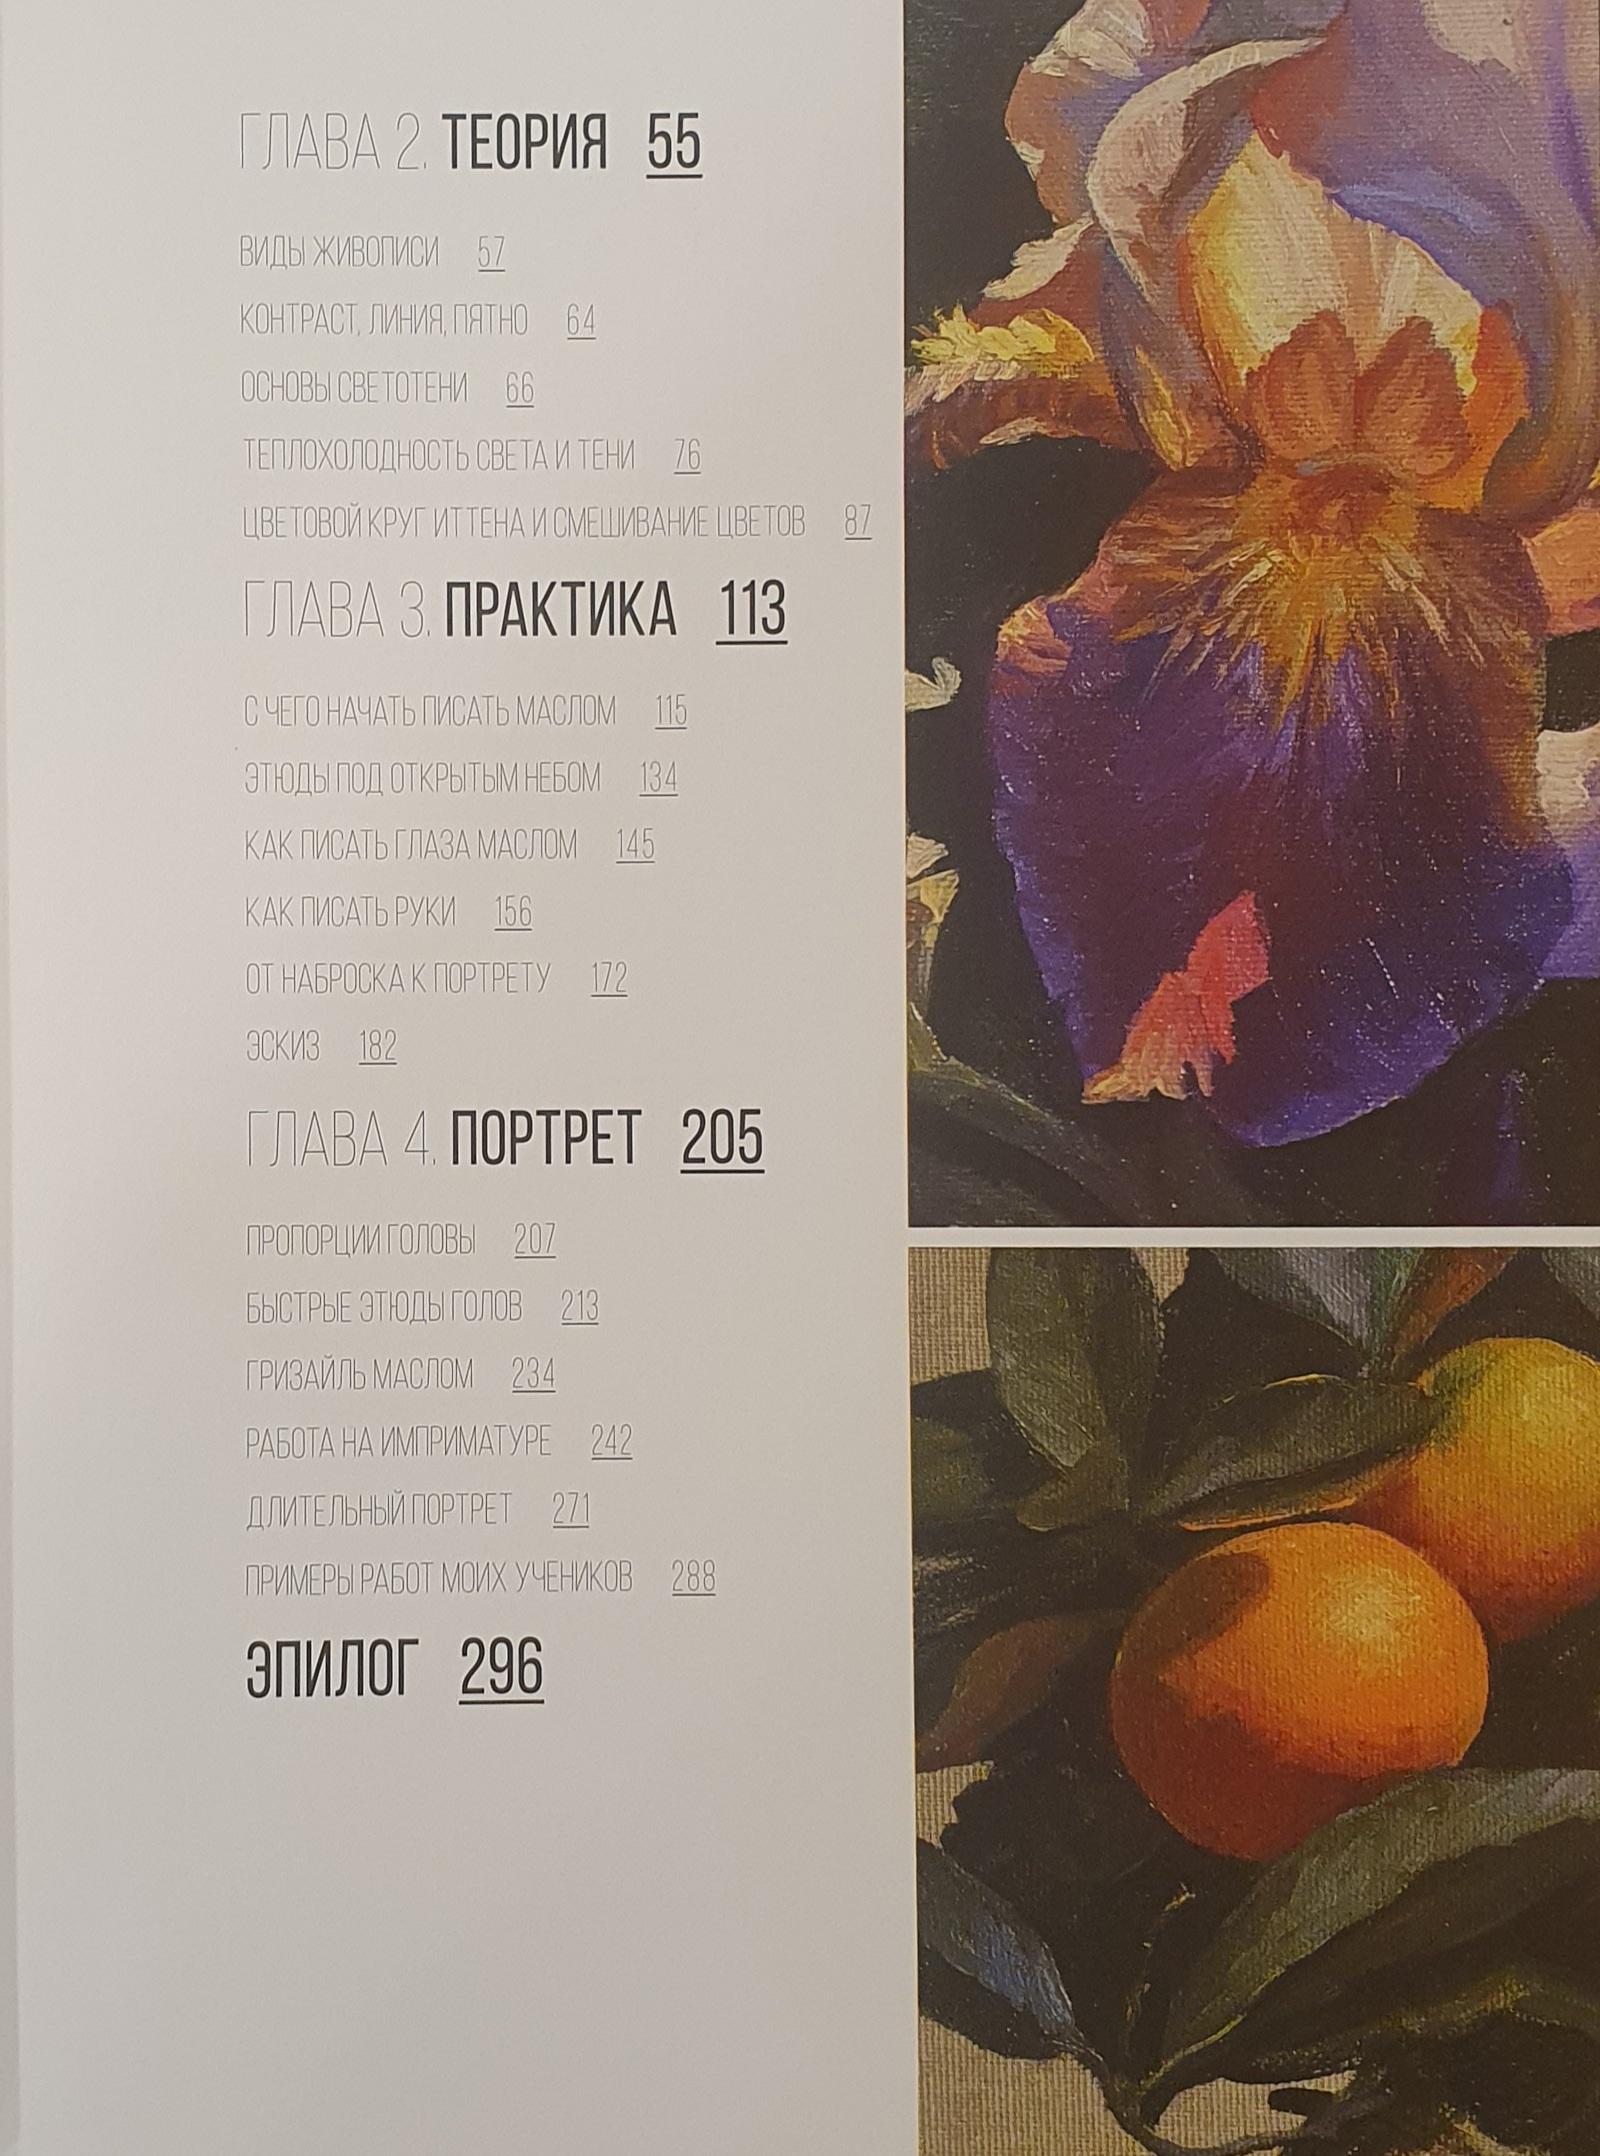 ГЛАВА 2. ТЕОРИЯ 55
ВИДЫ ЖИВОПИСИ 57
КОНТРАСТ, ЛИНИЯ, ПЯТНО 64
ОСНОВЫ СВЕТОТЕНИ 66
ТЕПЛОХОЛОДНОСТЬ СВЕТА И ТЕНИ 76
ЦВЕТОВОЙ КРУГ ИТТЕНА И СМЕШИВАНИЕ ЦВЕТОВ 87
ГЛАВА 3. ПРАКТИКА 113
С ЧЕГО НАЧАТЬ ПИСАТЬ МАСЛОМ 115
ЭТЮДЫ ПОД ОТКРЫТЫМ НЕБОМ 134
КАК ПИСАТЬ ГЛАЗА МАСЛОМ 145
КАК ПИСАТЬ РУКИ 156
ОТ НАБРОСКА К ПОРТРЕТУ 172
ЭСКИЗ 182
ГЛАВА 4. ПОРТРЕТ 205
ПРОПОРЦИИ ГОЛОВЫ 207
БЫСТРЫЕ ЭТЮДЫ ГОЛОВ 213
ГРИЗАЙЛЬ МАСЛОМ 234
РАБОТА НА ИМПРИМАТУРЕ 242
ДЛИТЕЛЬНЫЙ ПОРТРЕТ 271
ПРИМЕРЫ РАБОТ МОИХ УЧЕНИКОВ 288
ЭПИЛОГ 296